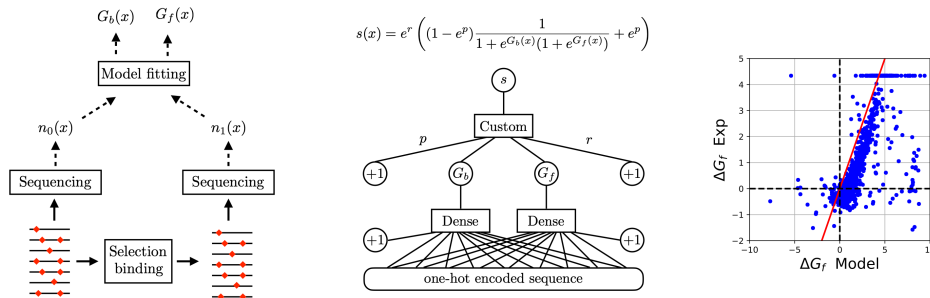 G_b(x)
G_f(x)
Model fitting
n_0(x)
n_1(x)
Sequencing
Sequencing
Selection
binding
s(x) = e^r ( (1 − e^p) \frac{1}{1 + e^{G_b(x)}(1 + e^{G_f(x)})} + e^p )
s
Custom
p
r
+1
G_b
G_f
+1
Dense
Dense
+1
+1
one-hot encoded sequence
ΔG_f Exp
5
4
3
2
1
0
−1
−2
−10
−5
0
5
10
ΔG_f Model